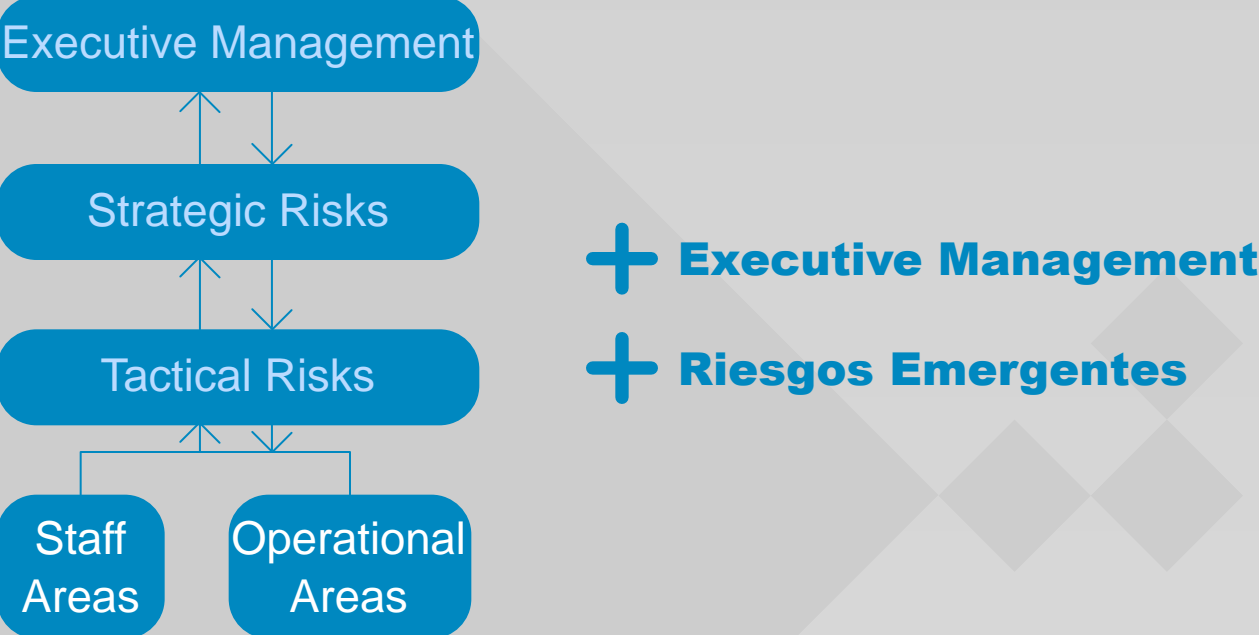 Executive Management
Strategic Risks
Tactical Risks
Staff
Areas
Operational
Areas
Executive Management
Riesgos Emergentes